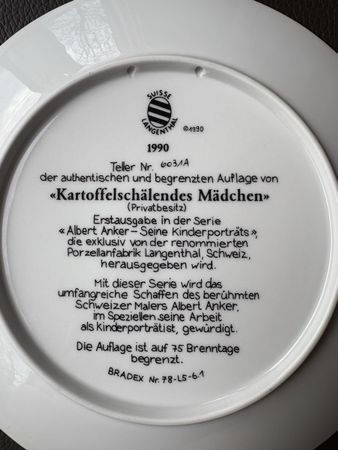 SUISSE
LANGENTHAL
©1990
1990
Teller Nr. 6031A
der authentischen und begrenzten Auflage von
«Kartoffelschälendes Mädchen»
(Privatbesitz)
Erstausgabe in der Serie
«Albert Anker – Seine Kinderporträts»,
die exklusiv von der renommierten
Porzellanfabrik Langenthal, Schweiz,
herausgegeben wird.
Mit dieser Serie wird das
umfangreiche Schaffen des berühmten
Schweizer Malers Albert Anker,
im Speziellen seine Arbeit
als Kinderporträtist, gewürdigt.
Die Auflage ist auf 75 Brenntage
begrenzt.
BRADEX Nr. 78-L5-6.1